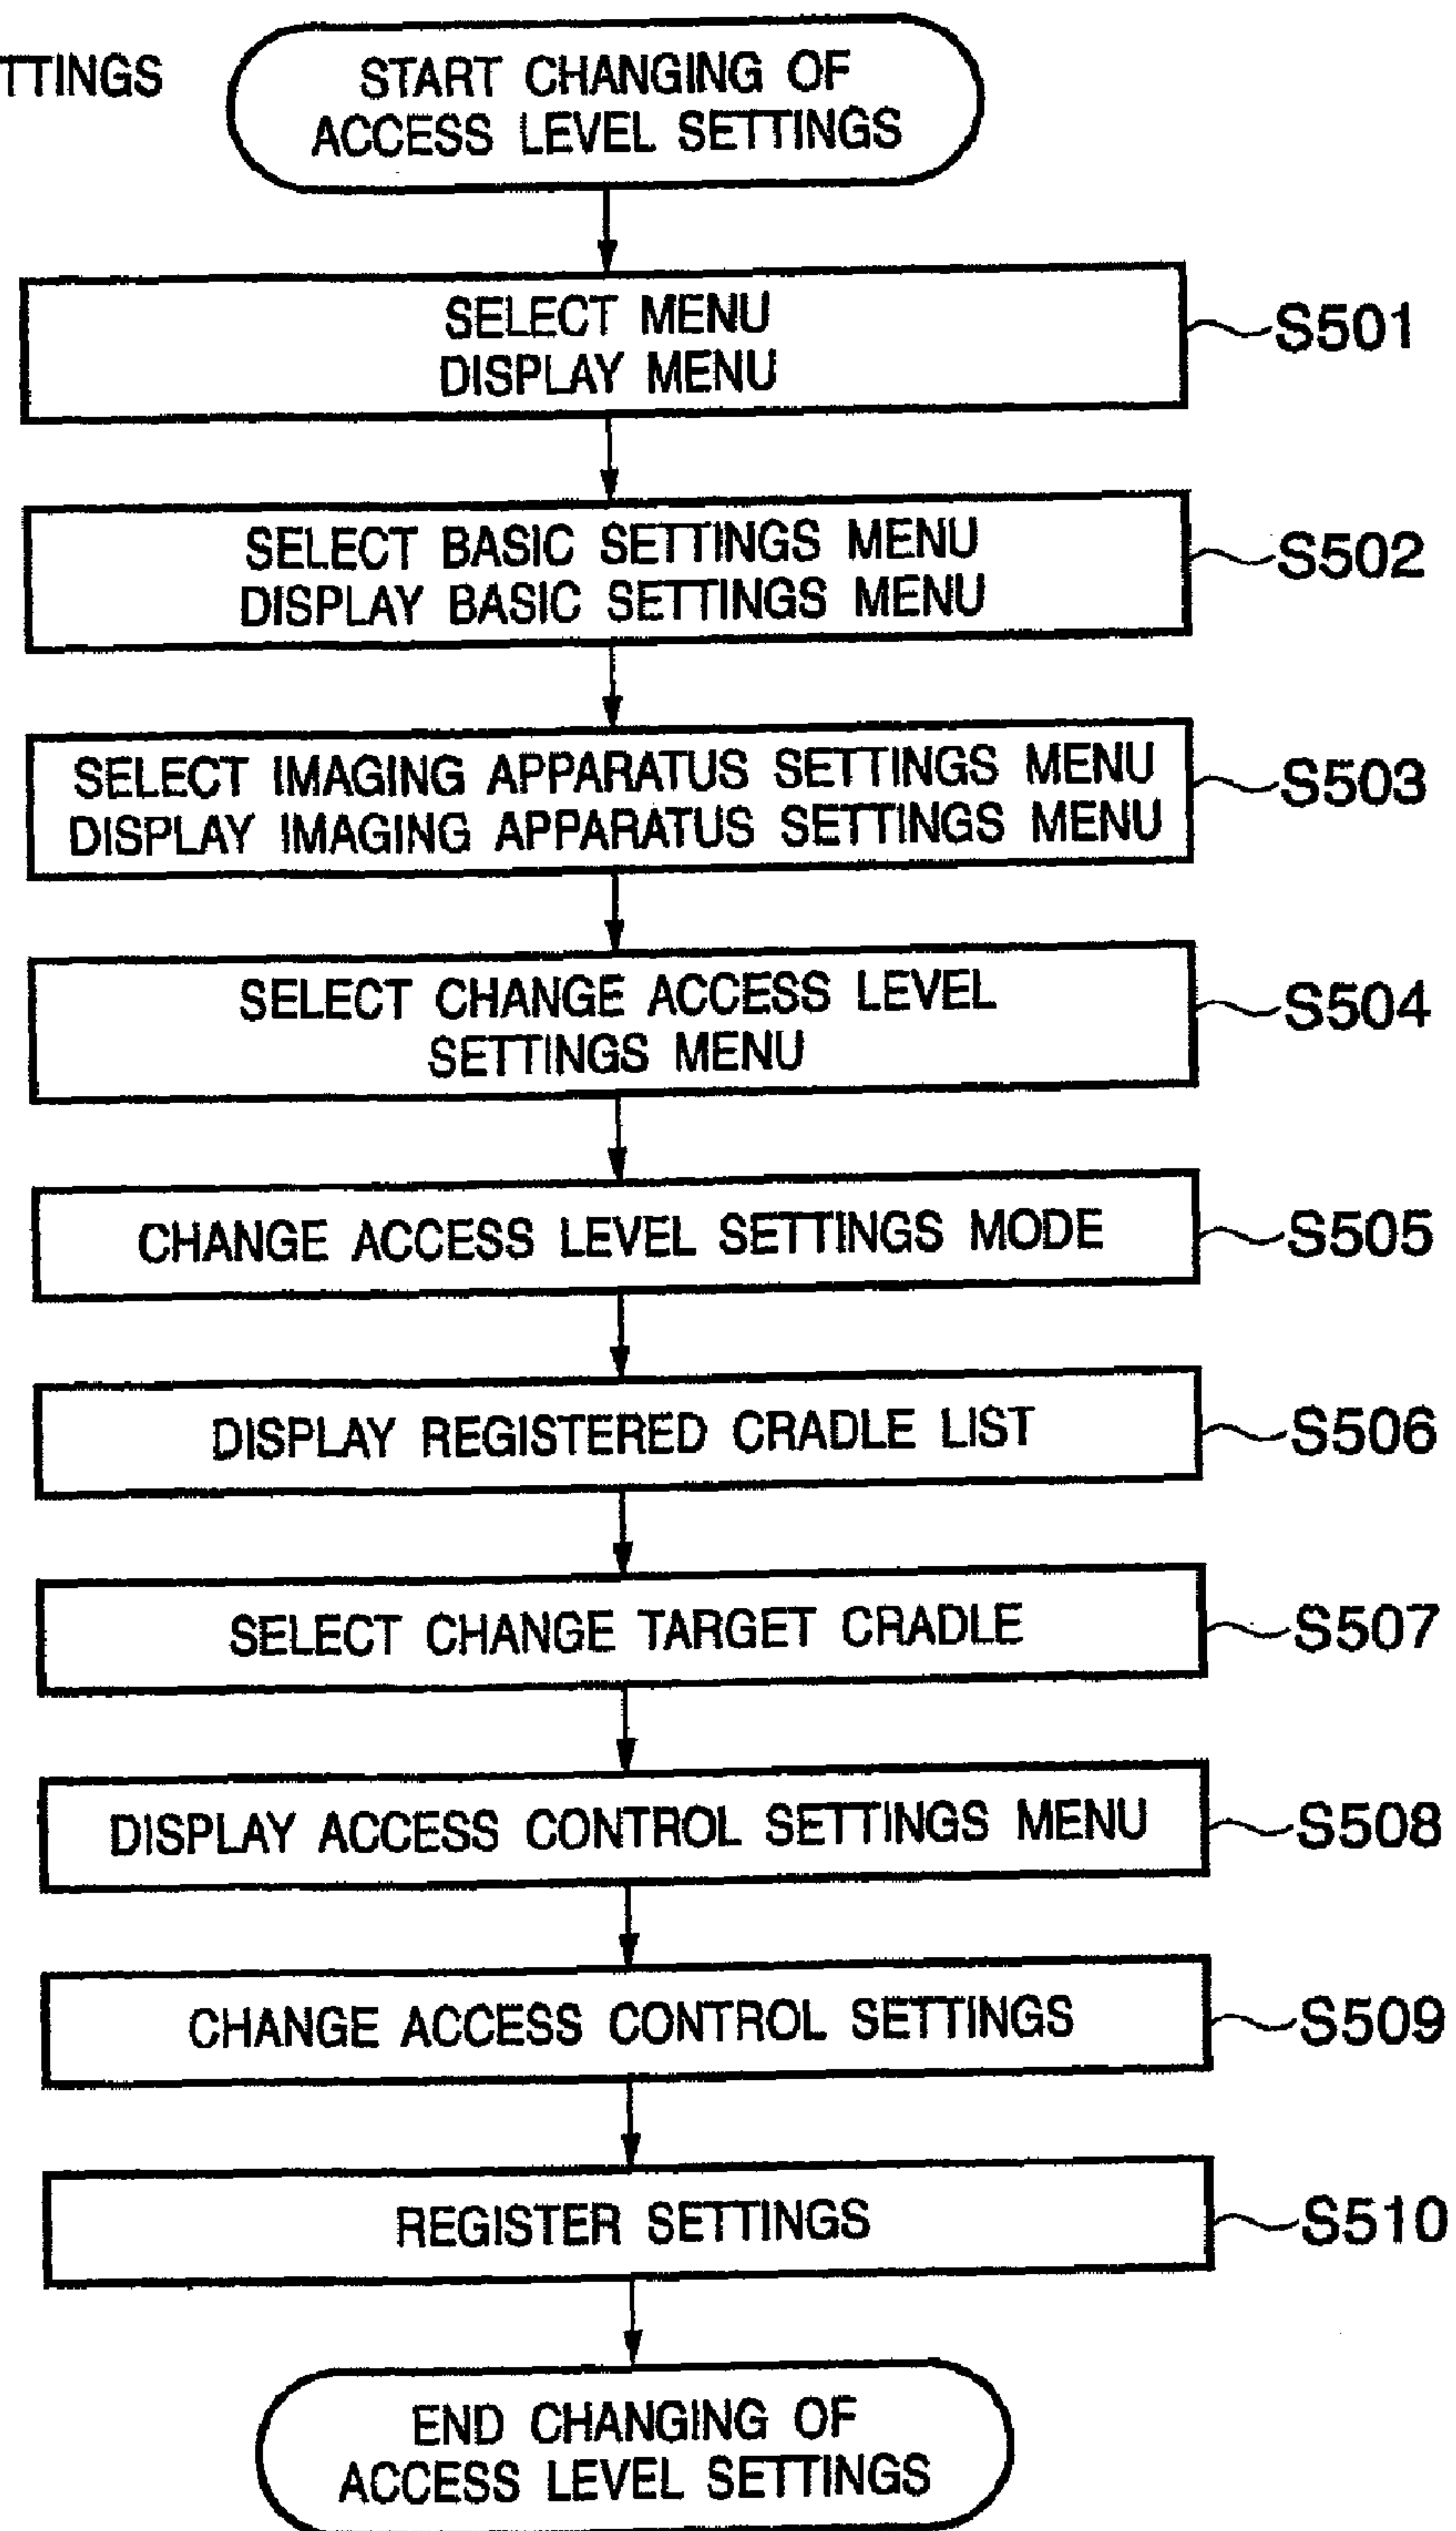 TTINGS
START CHANGING OF
ACCESS LEVEL SETTINGS
SELECT MENU
DISPLAY MENU
S501
SELECT BASIC SETTINGS MENU
DISPLAY BASIC SETTINGS MENU
S502
SELECT IMAGING APPARATUS SETTINGS MENU
DISPLAY IMAGING APPARATUS SETTINGS MENU
S503
SELECT CHANGE ACCESS LEVEL
SETTINGS MENU
S504
CHANGE ACCESS LEVEL SETTINGS MODE
S505
DISPLAY REGISTERED CRADLE LIST
S506
SELECT CHANGE TARGET CRADLE
S507
DISPLAY ACCESS CONTROL SETTINGS MENU
S508
CHANGE ACCESS CONTROL SETTINGS
S509
REGISTER SETTINGS
S510
END CHANGING OF
ACCESS LEVEL SETTINGS